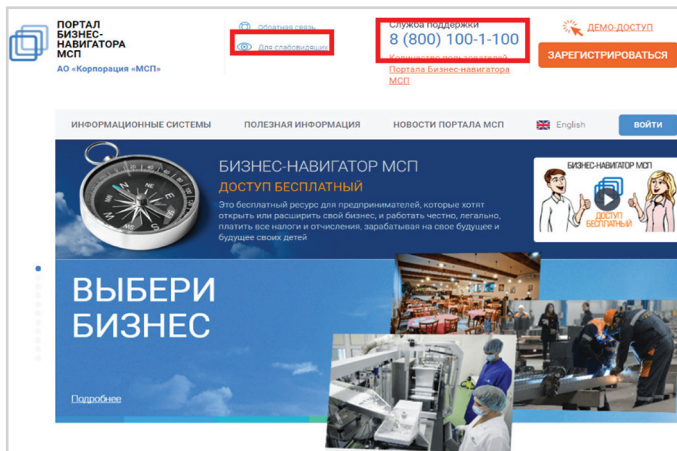 ПОРТАЛ
БИЗНЕС-
НАВИГАТОРА
МСП
АО «Корпорация «МСП»
Обратная связь
Для слабовидящих
Служба поддержки
8 (800) 100-1-100
Количество пользователей
Портала Бизнес-навигатора
МСП
ДЕМО-ДОСТУП
ЗАРЕГИСТРИРОВАТЬСЯ
ИНФОРМАЦИОННЫЕ СИСТЕМЫ
ПОЛЕЗНАЯ ИНФОРМАЦИЯ
НОВОСТИ ПОРТАЛА МСП
English
ВОЙТИ
БИЗНЕС-НАВИГАТОР МСП
ДОСТУП БЕСПЛАТНЫЙ
Это бесплатный ресурс для предпринимателей, которые хотят
открыть или расширить свой бизнес, и работать честно, легально,
платить все налоги и отчисления, зарабатывая на свое будущее и
будущее своих детей
БИЗНЕС-НАВИГАТОР МСП
ДОСТУП
БЕСПЛАТНЫЙ
ВЫБЕРИ
БИЗНЕС
Подробнее